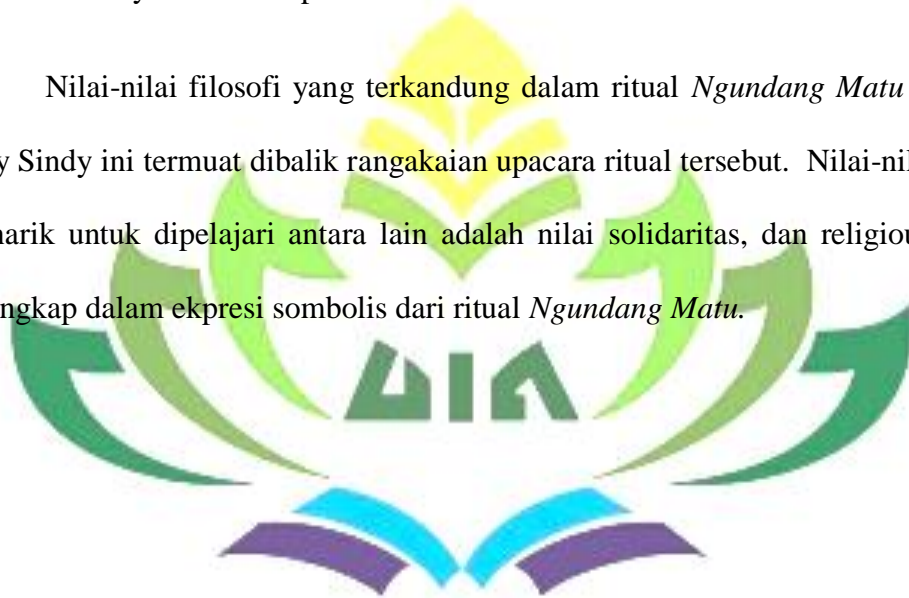 Nilai-nilai filosofi yang terkandung dalam ritual Ngundang Matu
y Sindy ini termuat dibalik rangakaian upacara ritual tersebut. Nilai-nil
narik untuk dipelajari antara lain adalah nilai solidaritas, dan religiou
ngkap dalam ekpresi sombolis dari ritual Ngundang Matu.
UIN